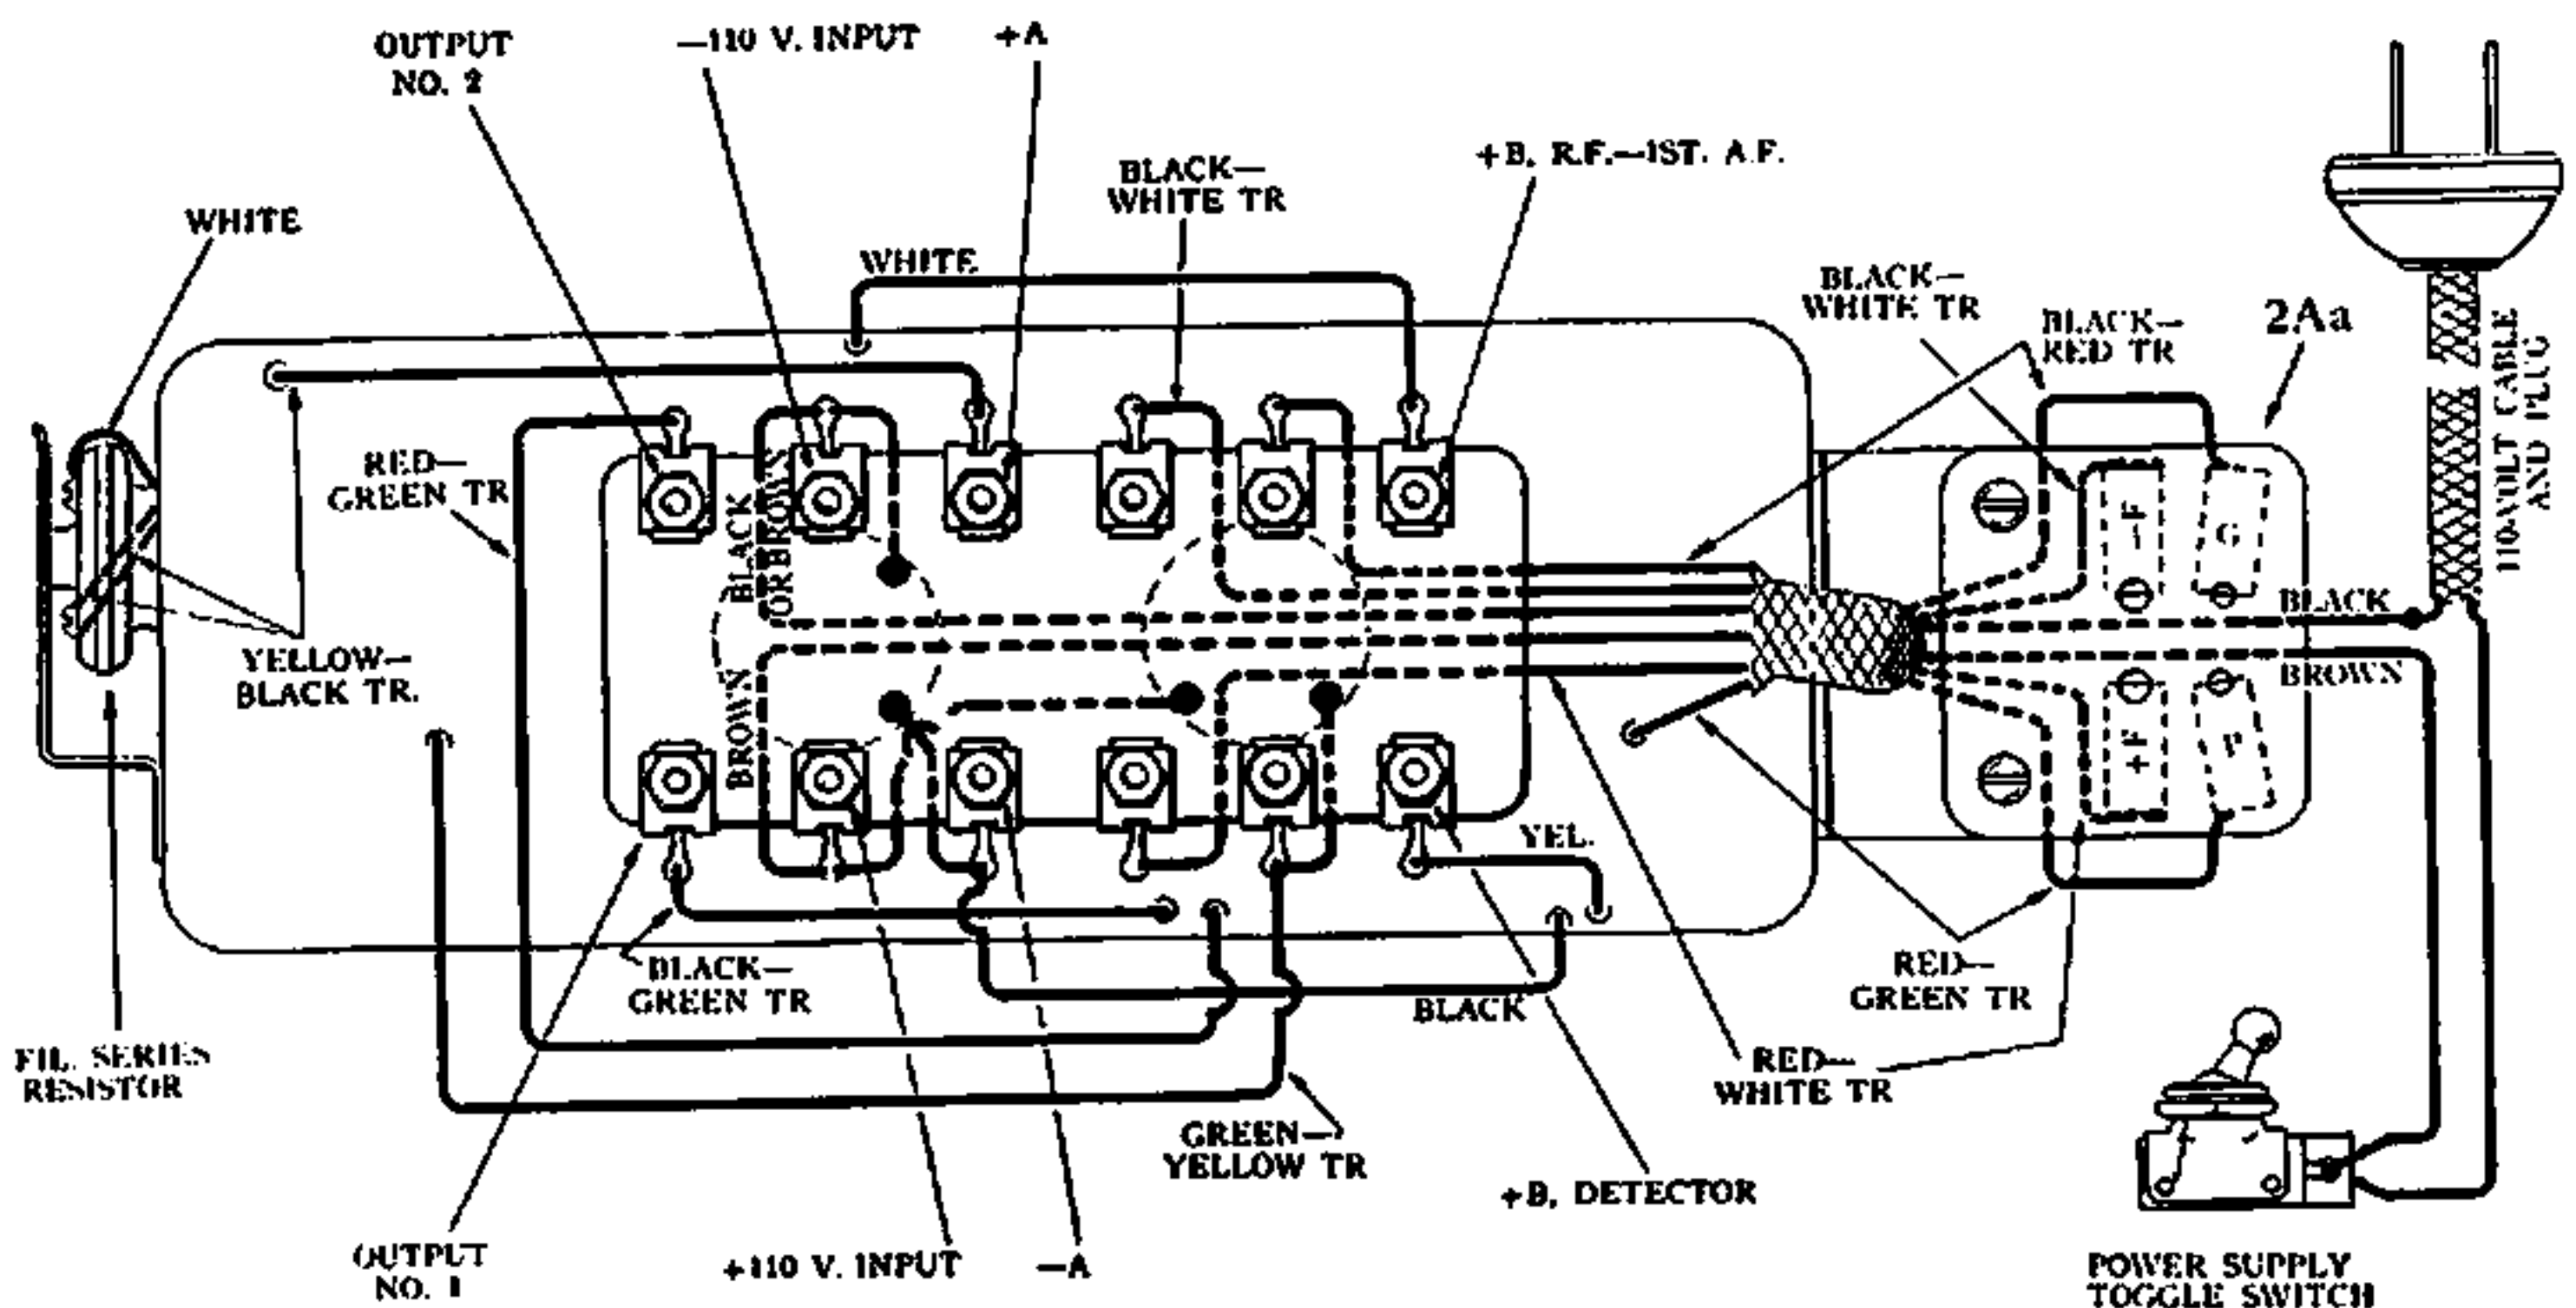 OUTPUT
NO. 2
—110 V. INPUT
+A
BLACK—
WHITE TR
+B, R.F.—1ST. A.F.
WHITE
WHITE
BLACK—
WHITE TR
BLACK—
RED TR
2Aa
110-VOLT CABLE
AND PLUG
RED—
GREEN TR
BLACK
OR BROWN
—F
G
BLACK
BROWN
YELLOW—
BLACK TR.
BROWN
+F
P
YEL.
BLACK—
GREEN TR
BLACK
RED—
GREEN TR
FIL. SERIES
RESISTOR
RED—
WHITE TR
GREEN—
YELLOW TR
+B, DETECTOR
OUTPUT
NO. 1
+110 V. INPUT
—A
POWER SUPPLY
TOGGLE SWITCH